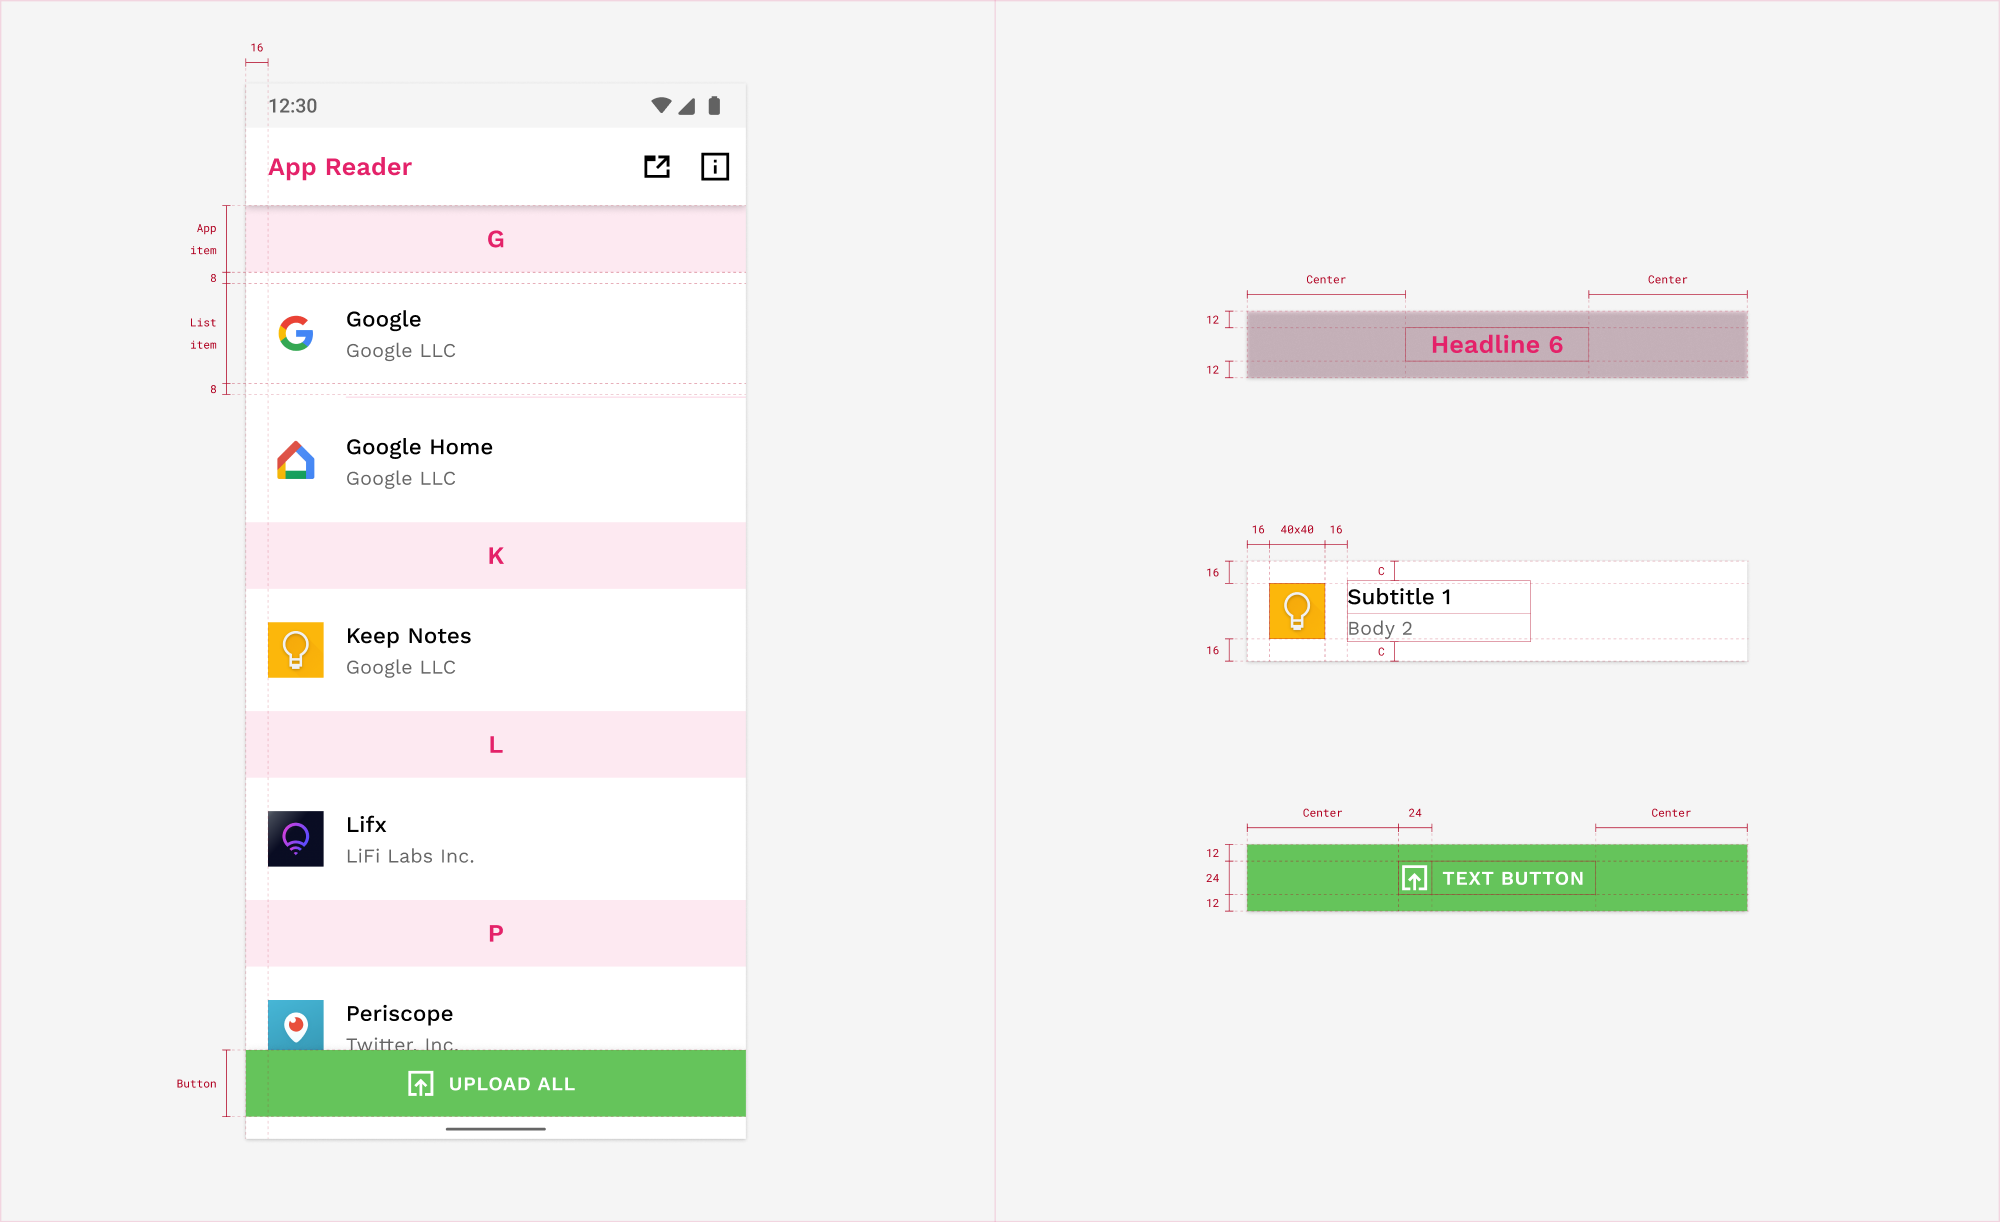 16
12:30
App Reader
App
item
G
8
List
item
Google
Google LLC
8
Google Home
Google LLC
K
Keep Notes
Google LLC
L
Lifx
LiFi Labs Inc.
P
Periscope
Twitter, Inc.
Button
UPLOAD ALL
Center
Center
12
Headline 6
12
16 40x40 16
16
C
Subtitle 1
Body 2
16
C
Center 24 Center
12
24
TEXT BUTTON
12